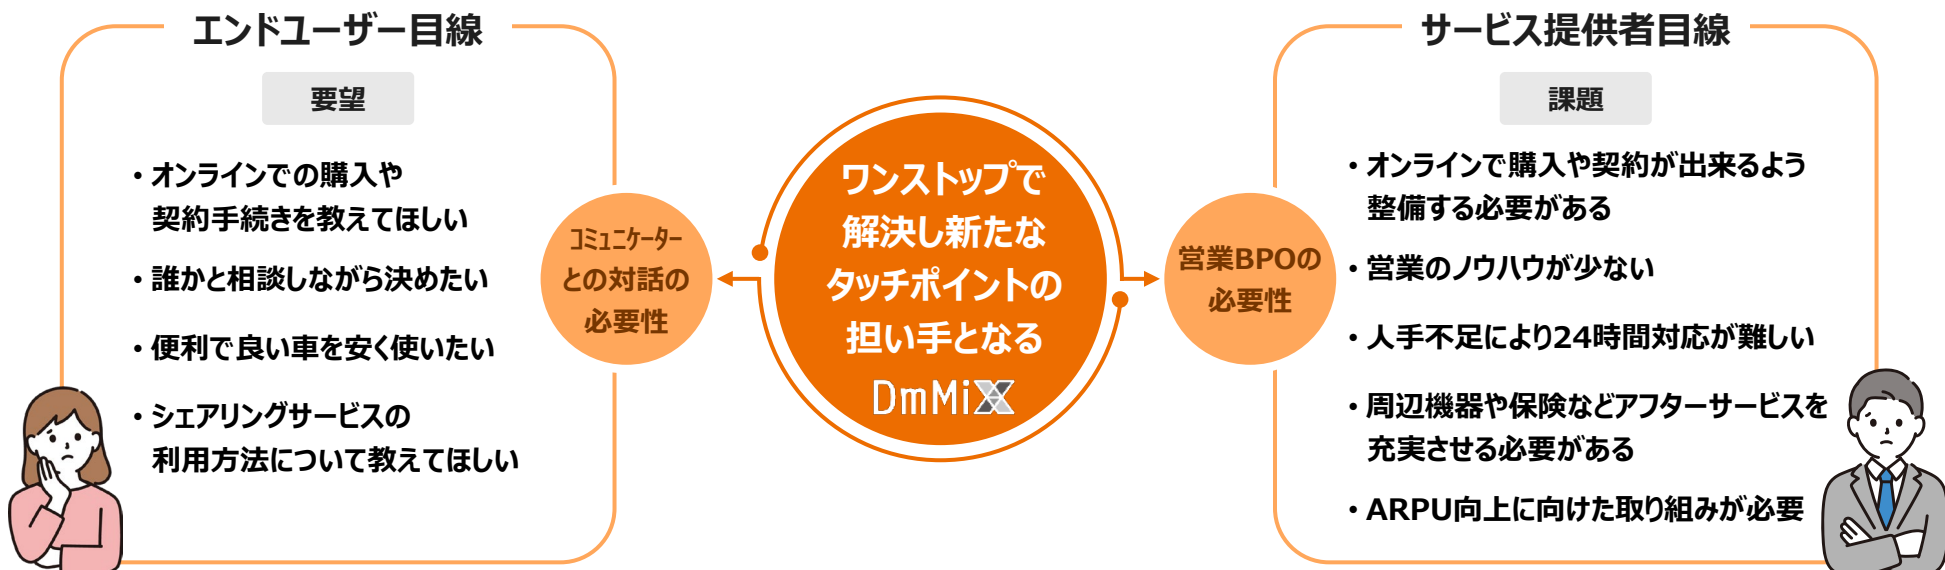 エンドユーザー目線
要望
・オンラインでの購入や
契約手続きを教えてほしい
・誰かと相談しながら決めたい
・便利で良い車を安く使いたい
・シェアリングサービスの
利用方法について教えてほしい
コミュニケーター
との対話の
必要性
ワンストップで
解決し新たな
タッチポイントの
担い手となる
DmMiX
営業BPOの
必要性
サービス提供者目線
課題
・オンラインで購入や契約が出来るよう
整備する必要がある
・営業のノウハウが少ない
・人手不足により24時間対応が難しい
・周辺機器や保険などアフターサービスを
充実させる必要がある
・ARPU向上に向けた取り組みが必要